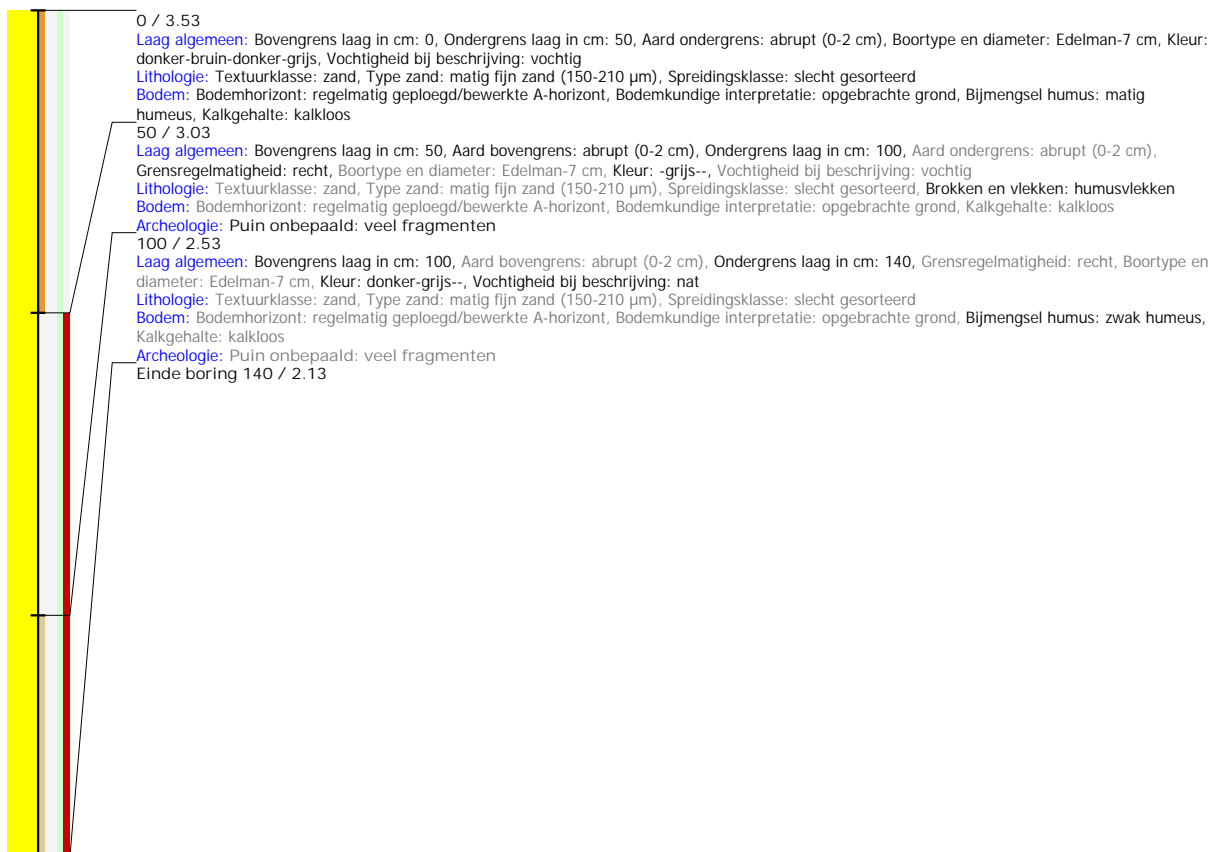 0 / 3.53
Laag algemeen: Bovengrens laag in cm: 0, Ondergrens laag in cm: 50, Aard ondergrens: abrupt (0-2 cm), Boortype en diameter: Edelman-7 cm, Kleur:
donker-bruin-donker-grijs, Vochtigheid bij beschrijving: vochtig
Lithologie: Textuurklasse: zand, Type zand: matig fijn zand (150-210 µm), Spreidingsklasse: slecht gesorteerd
Bodem: Bodemhorizont: regelmatig geploegd/bewerkte A-horizont, Bodemkundige interpretatie: opgebrachte grond, Bijmengsel humus: matig
humeus, Kalkgehalte: kalkloos
50 / 3.03
Laag algemeen: Bovengrens laag in cm: 50, Aard bovengrens: abrupt (0-2 cm), Ondergrens laag in cm: 100, Aard ondergrens: abrupt (0-2 cm),
Grensregelmatigheid: recht, Boortype en diameter: Edelman-7 cm, Kleur: -grijs--, Vochtigheid bij beschrijving: vochtig
Lithologie: Textuurklasse: zand, Type zand: matig fijn zand (150-210 µm), Spreidingsklasse: slecht gesorteerd, Brokken en vlekken: humusvlekken
Bodem: Bodemhorizont: regelmatig geploegd/bewerkte A-horizont, Bodemkundige interpretatie: opgebrachte grond, Kalkgehalte: kalkloos
Archeologie: Puin onbepaald: veel fragmenten
100 / 2.53
Laag algemeen: Bovengrens laag in cm: 100, Aard bovengrens: abrupt (0-2 cm), Ondergrens laag in cm: 140, Grensregelmatigheid: recht, Boortype en
diameter: Edelman-7 cm, Kleur: donker-grijs--, Vochtigheid bij beschrijving: nat
Lithologie: Textuurklasse: zand, Type zand: matig fijn zand (150-210 µm), Spreidingsklasse: slecht gesorteerd
Bodem: Bodemhorizont: regelmatig geploegd/bewerkte A-horizont, Bodemkundige interpretatie: opgebrachte grond, Bijmengsel humus: zwak humeus,
Kalkgehalte: kalkloos
Archeologie: Puin onbepaald: veel fragmenten
Einde boring 140 / 2.13